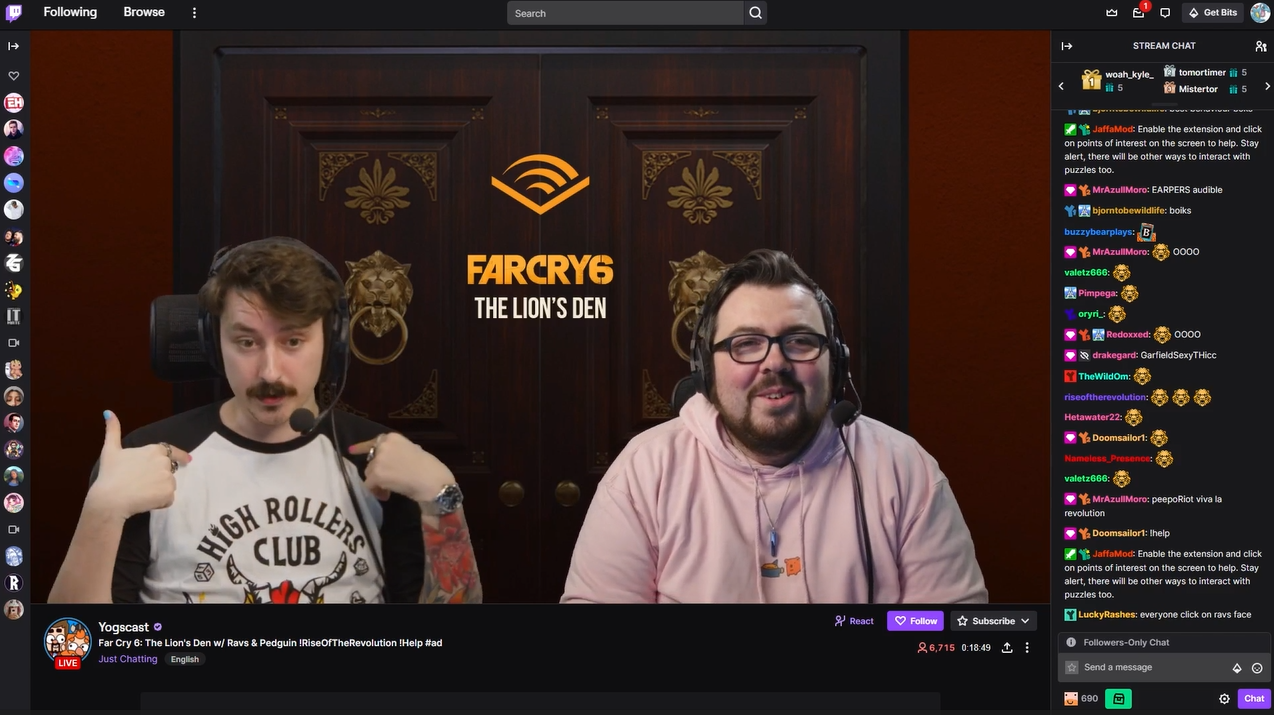 Following
Browse
Search
1
Get Bits
STREAM CHAT
1
woah_kyle_
5
2
tomortimer 5
3
Mistertor 5
FARCRY6
THE LION'S DEN
HIGH ROLLERS
CLUB
JaffaMod: Enable the extension and click
on points of interest on the screen to help. Stay
alert, there will be other ways to interact with
puzzles too.
MrAzullMoro: EARPERS audible
bjorntobewildlife: boiks
buzzybearplays: B
MrAzullMoro: OOOO
valetz666:
Pimpega:
oryri_:
Redoxxed: OOOO
drakegard: GarfieldSexyTHicc
TheWildOm:
riseoftherevolution:
Hetawater22:
Doomsailor1:
Nameless_Presence:
valetz666:
MrAzullMoro: peepoRiot viva la
revolution
Doomsailor1: !help
JaffaMod: Enable the extension and click
on points of interest on the screen to help. Stay
alert, there will be other ways to interact with
puzzles too.
LuckyRashes: everyone click on ravs face
Followers-Only Chat
Send a message
690
Chat
LIVE
Yogscast
Far Cry 6: The Lion's Den w/ Ravs & Pedguin !RiseOfTheRevolution !Help #ad
Just Chatting
English
React
Follow
Subscribe
6,715
0:18:49